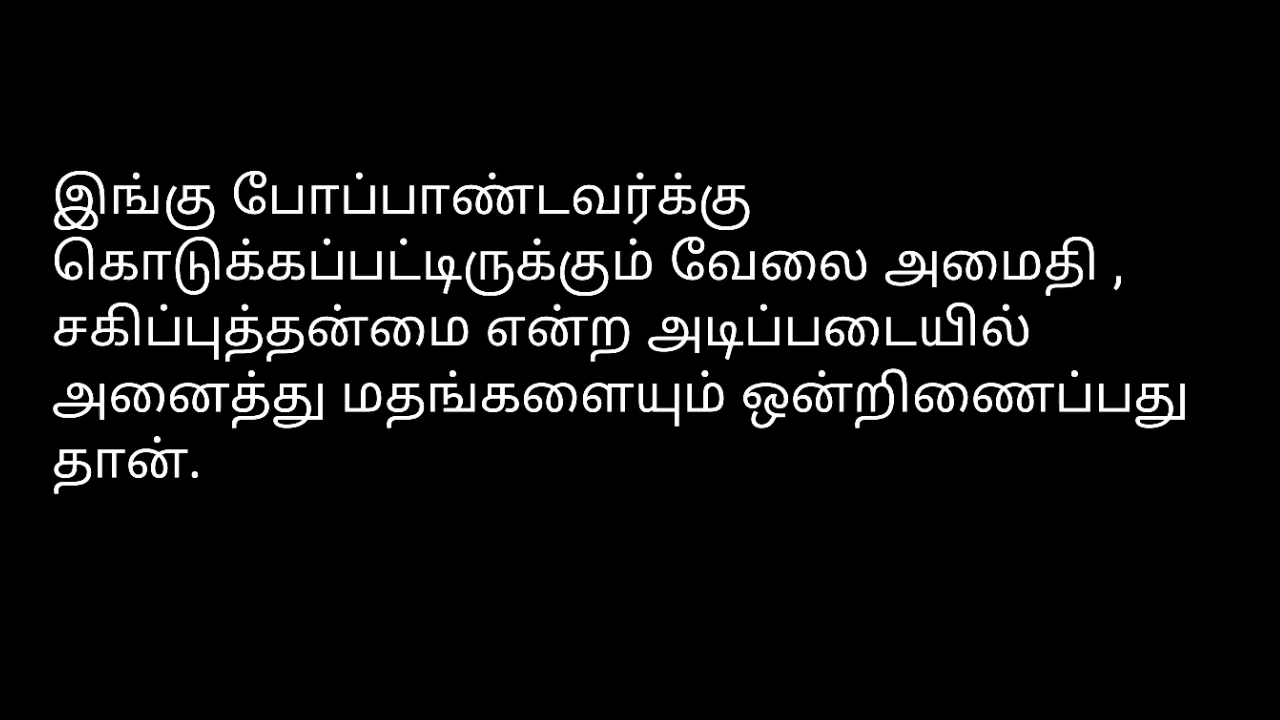 இங்கு போப்பாண்டவர்க்கு
கொடுக்கப்பட்டிருக்கும் வேலை அமைதி ,
சகிப்புத்தன்மை என்ற அடிப்படையில்
அனைத்து மதங்களையும் ஒன்றிணைப்பது
தான்.